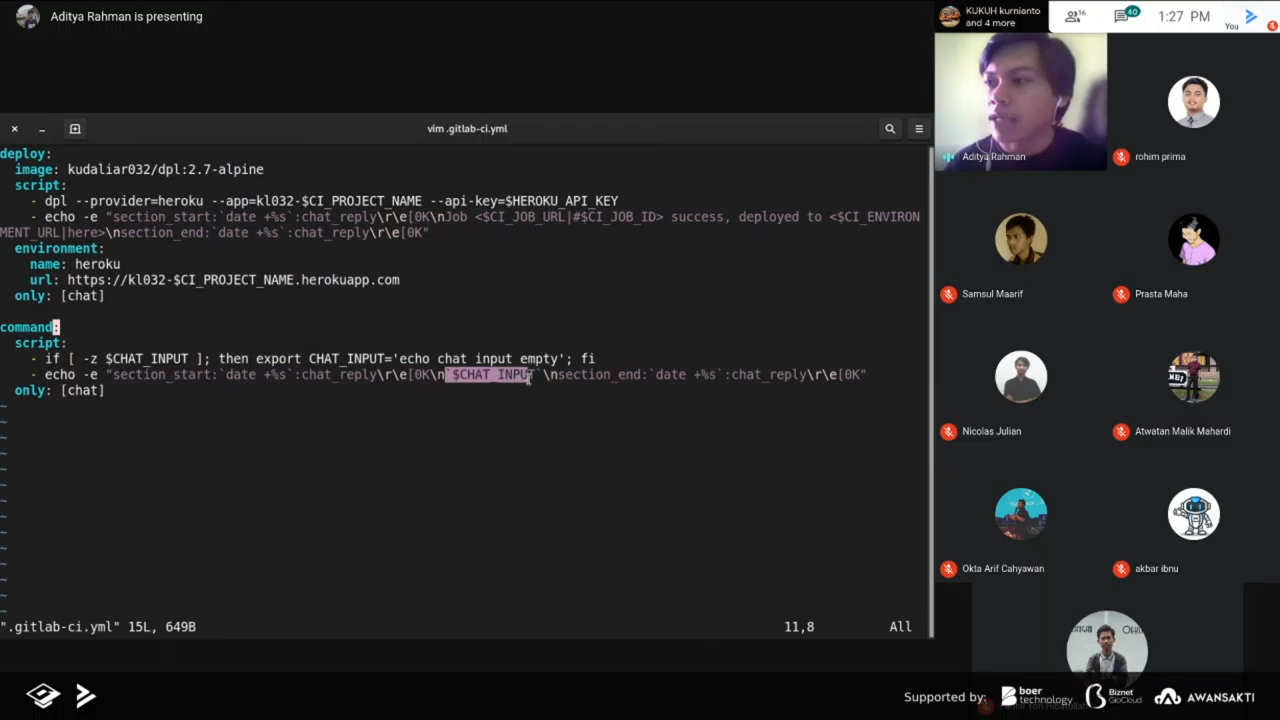 Aditya Rahman is presenting
KUKUH kurnianto
and 4 more
16
40
1:27 PM
You
vim .gitlab-ci.yml
deploy:
image: kudaliar032/dpl:2.7-alpine
script:
- dpl --provider=heroku --app=kl032-$CI_PROJECT_NAME --api-key=$HEROKU_API_KEY
- echo -e "section_start:`date +%s`:chat_reply\r\e[0K\nJob <$CI_JOB_URL|#$CI_JOB_ID> success, deployed to <$CI_ENVIRON
MENT_URL|here>\nsection_end:`date +%s`:chat_reply\r\e[0K"
environment:
name: heroku
url: https://kl032-$CI_PROJECT_NAME.herokuapp.com
only: [chat]
command:
script:
- if [ -z $CHAT_INPUT ]; then export CHAT_INPUT='echo chat input empty'; fi
- echo -e "section_start:`date +%s`:chat_reply\r\e[0K\n`$CHAT_INPUT`\nsection_end:`date +%s`:chat_reply\r\e[0K"
only: [chat]
~
~
~
~
~
~
~
~
~
~
~
~
~
~
".gitlab-ci.yml" 15L, 649B
11,8
All
Aditya Rahman
rohim prima
Samsul Maarif
Prasta Maha
Nicolas Julian
Atwatan Malik Mahardi
Okta Arif Cahyawan
akbar ibnu
Supported by:
boer
technology
Biznet
GioCloud
AWANSAKTI